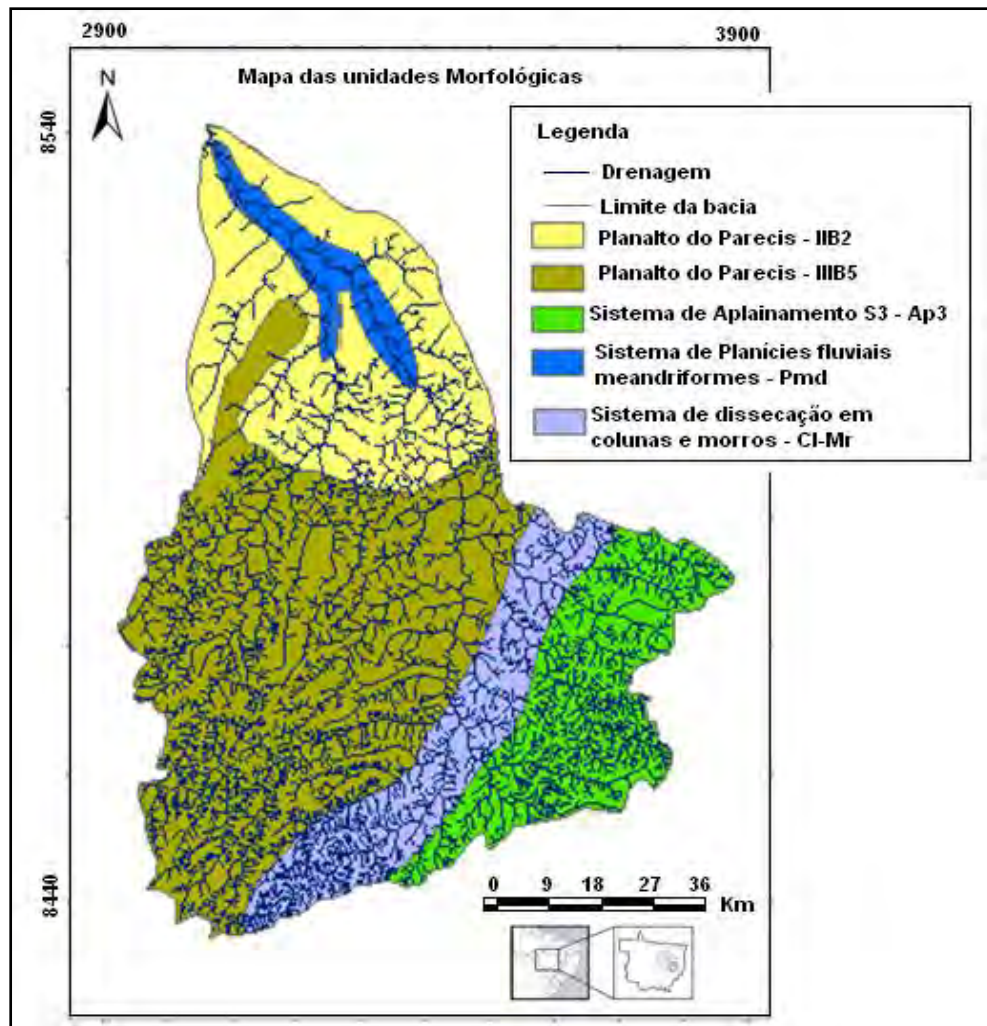 2900
3900
Mapa das unidades Morfológicas
N
8540
Legenda
Drenagem
Limite da bacia
Planalto do Parecis - IIB2
Planalto do Parecis - IIIB5
Sistema de Aplainamento S3 - Ap3
Sistema de Planícies fluviais
meandriformes - Pmd
Sistema de dissecação em
colunas e morros - Cl-Mr
8440
0 9 18 27 36
Km